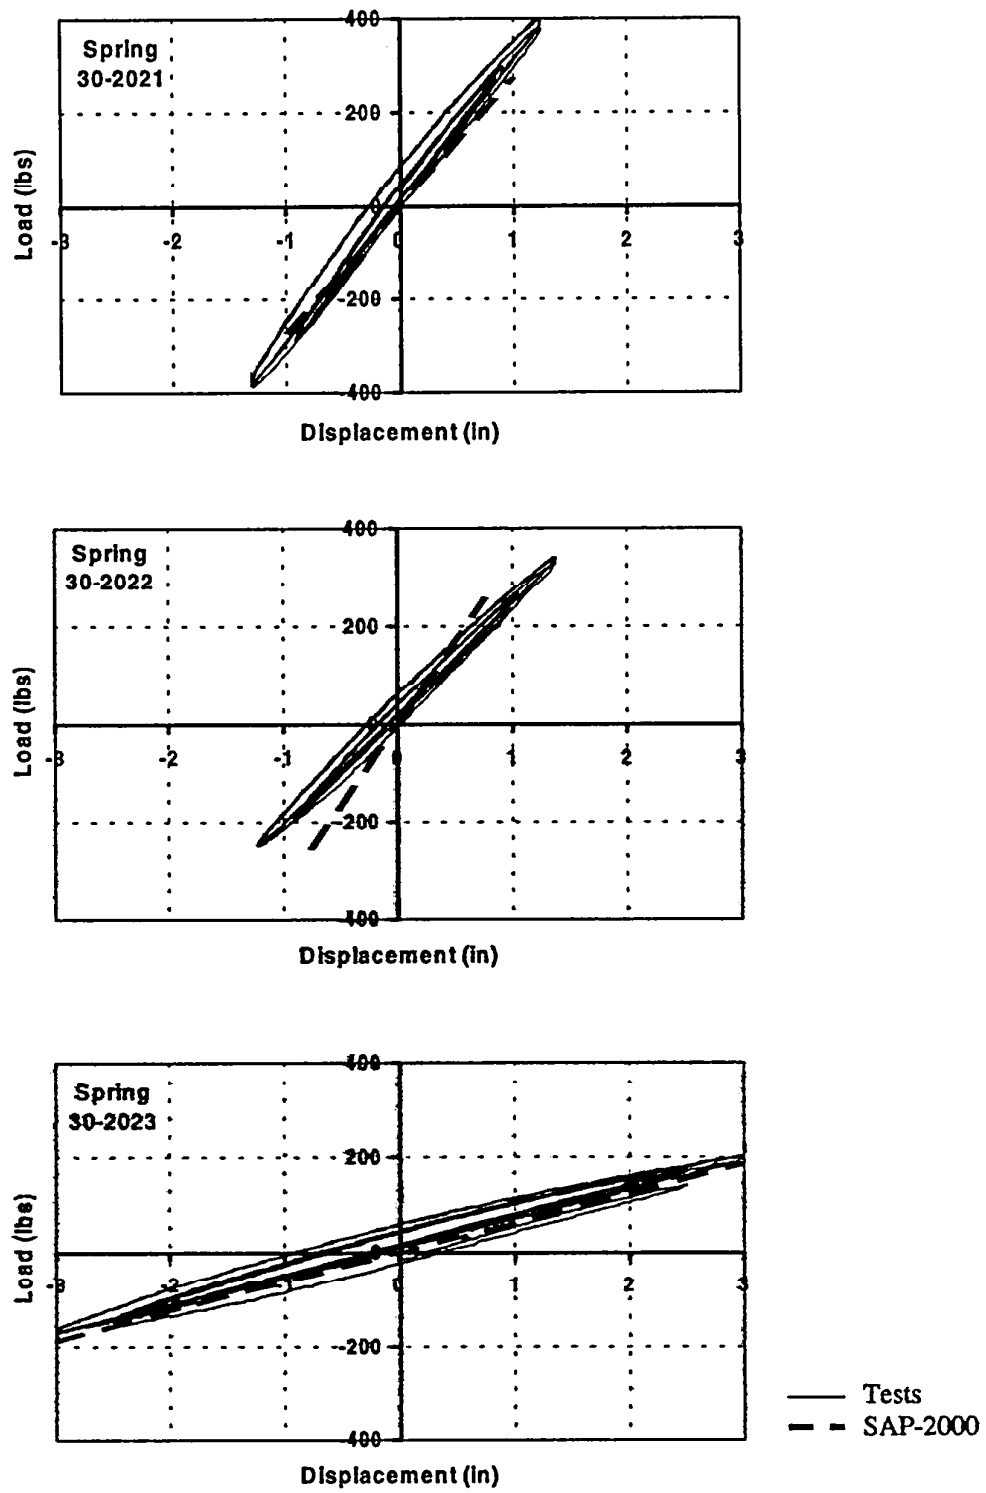 400
Spring
30-2021
200
Load (lbs)
0
-3 -2 -1 0 1 2 3
-200
-400
Displacement (in)
400
Spring
30-2022
200
Load (lbs)
0
-3 -2 -1 0 1 2 3
-200
-400
Displacement (in)
400
Spring
30-2023
200
Load (lbs)
0
-3 -2 -1 0 1 2 3
-200
-400
Displacement (in)
Tests
SAP-2000